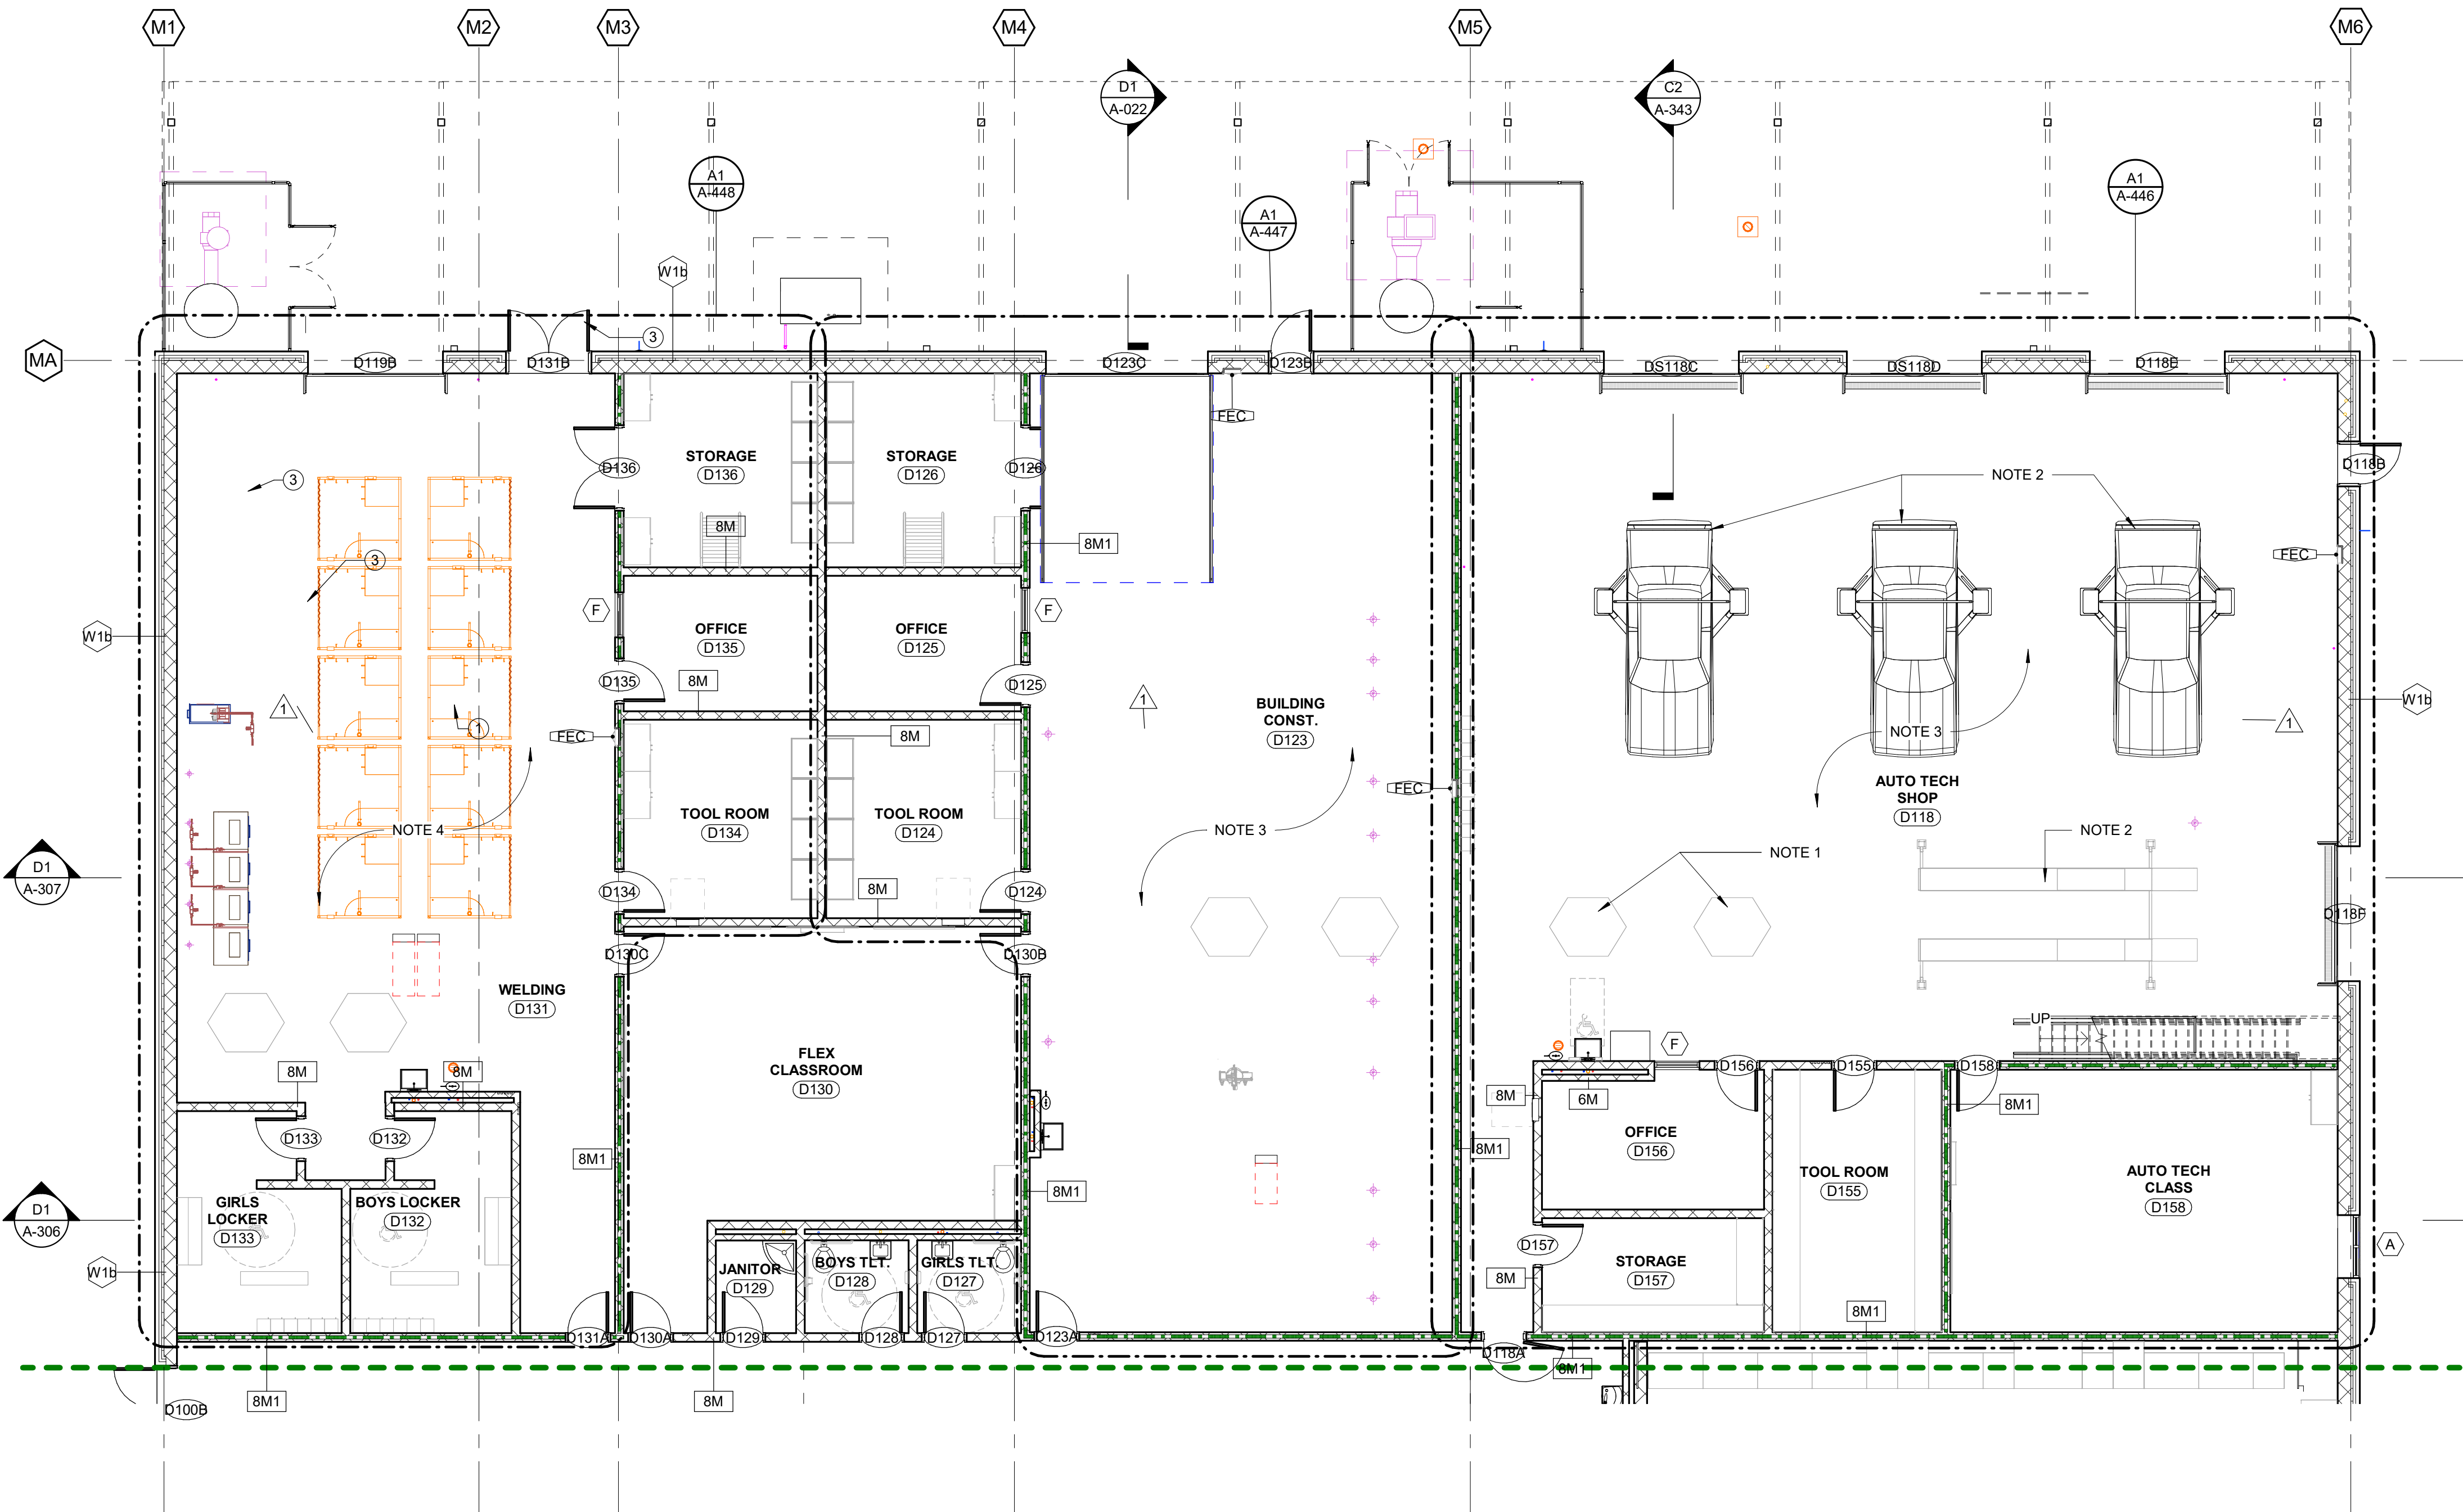 M1
M2
M3
M4
M5
M6
D1
A-022
C2
A-343
A1
A-448
A1
A-447
A1
A-446
W1b
3
MA
D119B
D131B
D123C
D123B
DS118C
DS118D
D118E
FEC
STORAGE
D136
STORAGE
D126
D136
D126
D118B
NOTE 2
3
8M
8M1
FEC
3
F
F
OFFICE
D135
OFFICE
D125
W1b
D135
8M
D125
1
1
1
1
BUILDING
CONST.
D123
W1b
FEC
8M
NOTE 3
FEC
AUTO TECH
SHOP
D118
TOOL ROOM
D134
TOOL ROOM
D124
NOTE 4
NOTE 3
NOTE 2
NOTE 1
D1
A-307
D134
8M
D124
D118F
D130C
D130B
WELDING
D131
UP
FLEX
CLASSROOM
D130
F
8M
8M
D156
D155
D158
8M
6M
8M1
D133
D132
OFFICE
D156
8M1
8M1
TOOL ROOM
D155
AUTO TECH
CLASS
D158
8M1
GIRLS
LOCKER
D133
BOYS LOCKER
D132
D1
A-306
D157
A
W1b
JANITOR
D129
BOYS TLT.
D128
GIRLS TLT.
D127
STORAGE
D157
8M
8M1
D131A
D130A
D129
D128
D127
D123A
D118A
8M1
8M1
8M
D100B